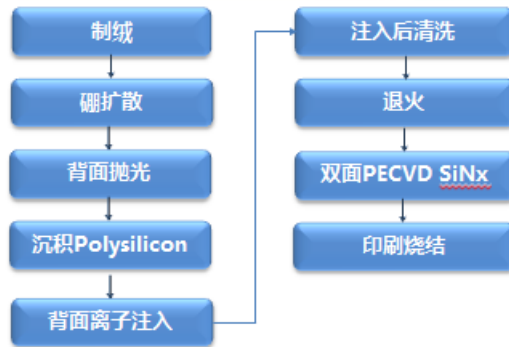 制绒
硼扩散
背面抛光
沉积Polysilicon
背面离子注入
注入后清洗
退火
双面PECVD SiNx
印刷烧结